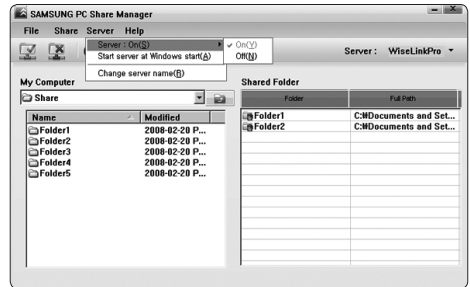 SAMSUNG PC Share Manager
File Share Server Help
Server : On(S)
On(Y)
Start server at Windows start(A)
Off(N)
Change server name(R)
Server : WiseLinkPro
My Computer
Share
Name Modified
Folder1 2008-02-20 P...
Folder2 2008-02-20 P...
Folder3 2008-02-20 P...
Folder4 2008-02-20 P...
Folder5 2008-02-20 P...
Shared Folder
Folder Full Path
Folder1 C:₩Documents and Set...
Folder2 C:₩Documents and Set...